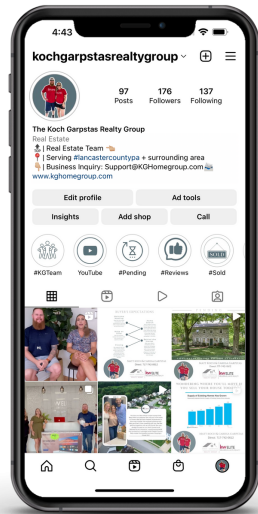 4:43
kochgarpstasrealtygroup
97 176 137
Posts Followers Following
The Koch Garpstas Realty Group
Real Estate
| Real Estate Team
| Serving #lancastercountypa + surrounding area
| Business Inquiry: Support@KGHomegroup.com
www.kghomegroup.com
Edit profile Ad tools
Insights Add shop Call
#KGTeam YouTube #Pending #Reviews #Sold
SOLD